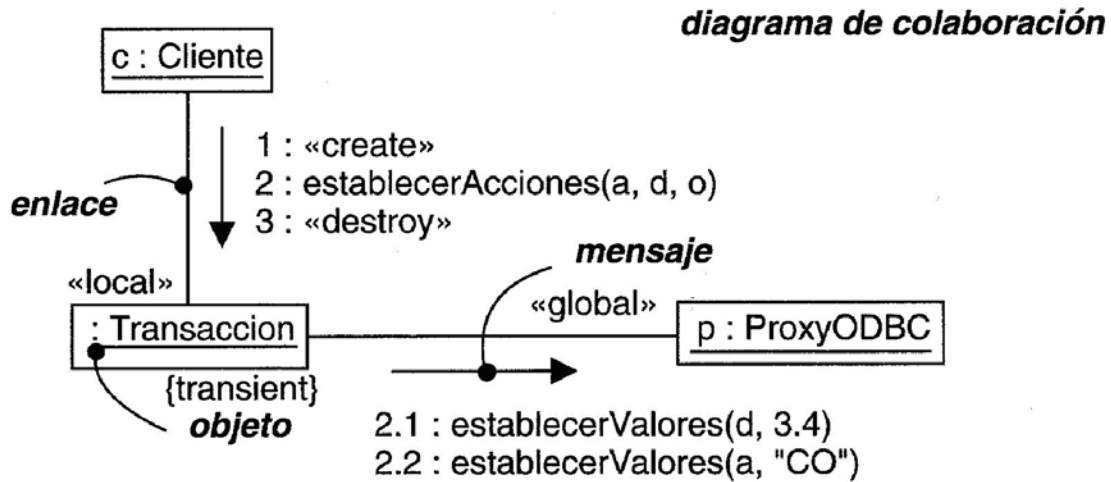 diagrama de colaboración
c : Cliente
1 : «create»
2 : establecerAcciones(a, d, o)
3 : «destroy»
enlace
mensaje
«local»
«global»
: Transaccion
p : ProxyODBC
{transient}
objeto
2.1 : establecerValores(d, 3.4)
2.2 : establecerValores(a, "CO")